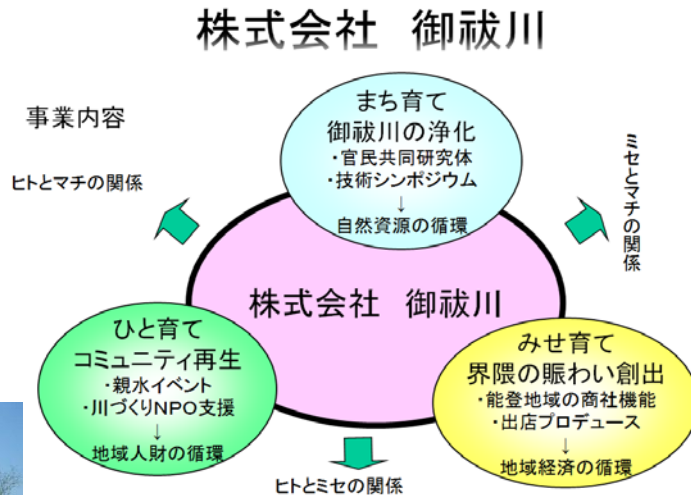 株式会社 御祓川
事業内容
まち育て
御祓川の浄化
・官民共同研究体
・技術シンポジウム
↓
自然資源の循環
ヒトとマチの関係
ミセとマチの関係
株式会社 御祓川
ひと育て
コミュニティ再生
・親水イベント
・川づくりNPO支援
↓
地域人財の循環
みせ育て
界隈の賑わい創出
・能登地域の商社機能
・出店プロデュース
↓
地域経済の循環
ヒトとミセの関係